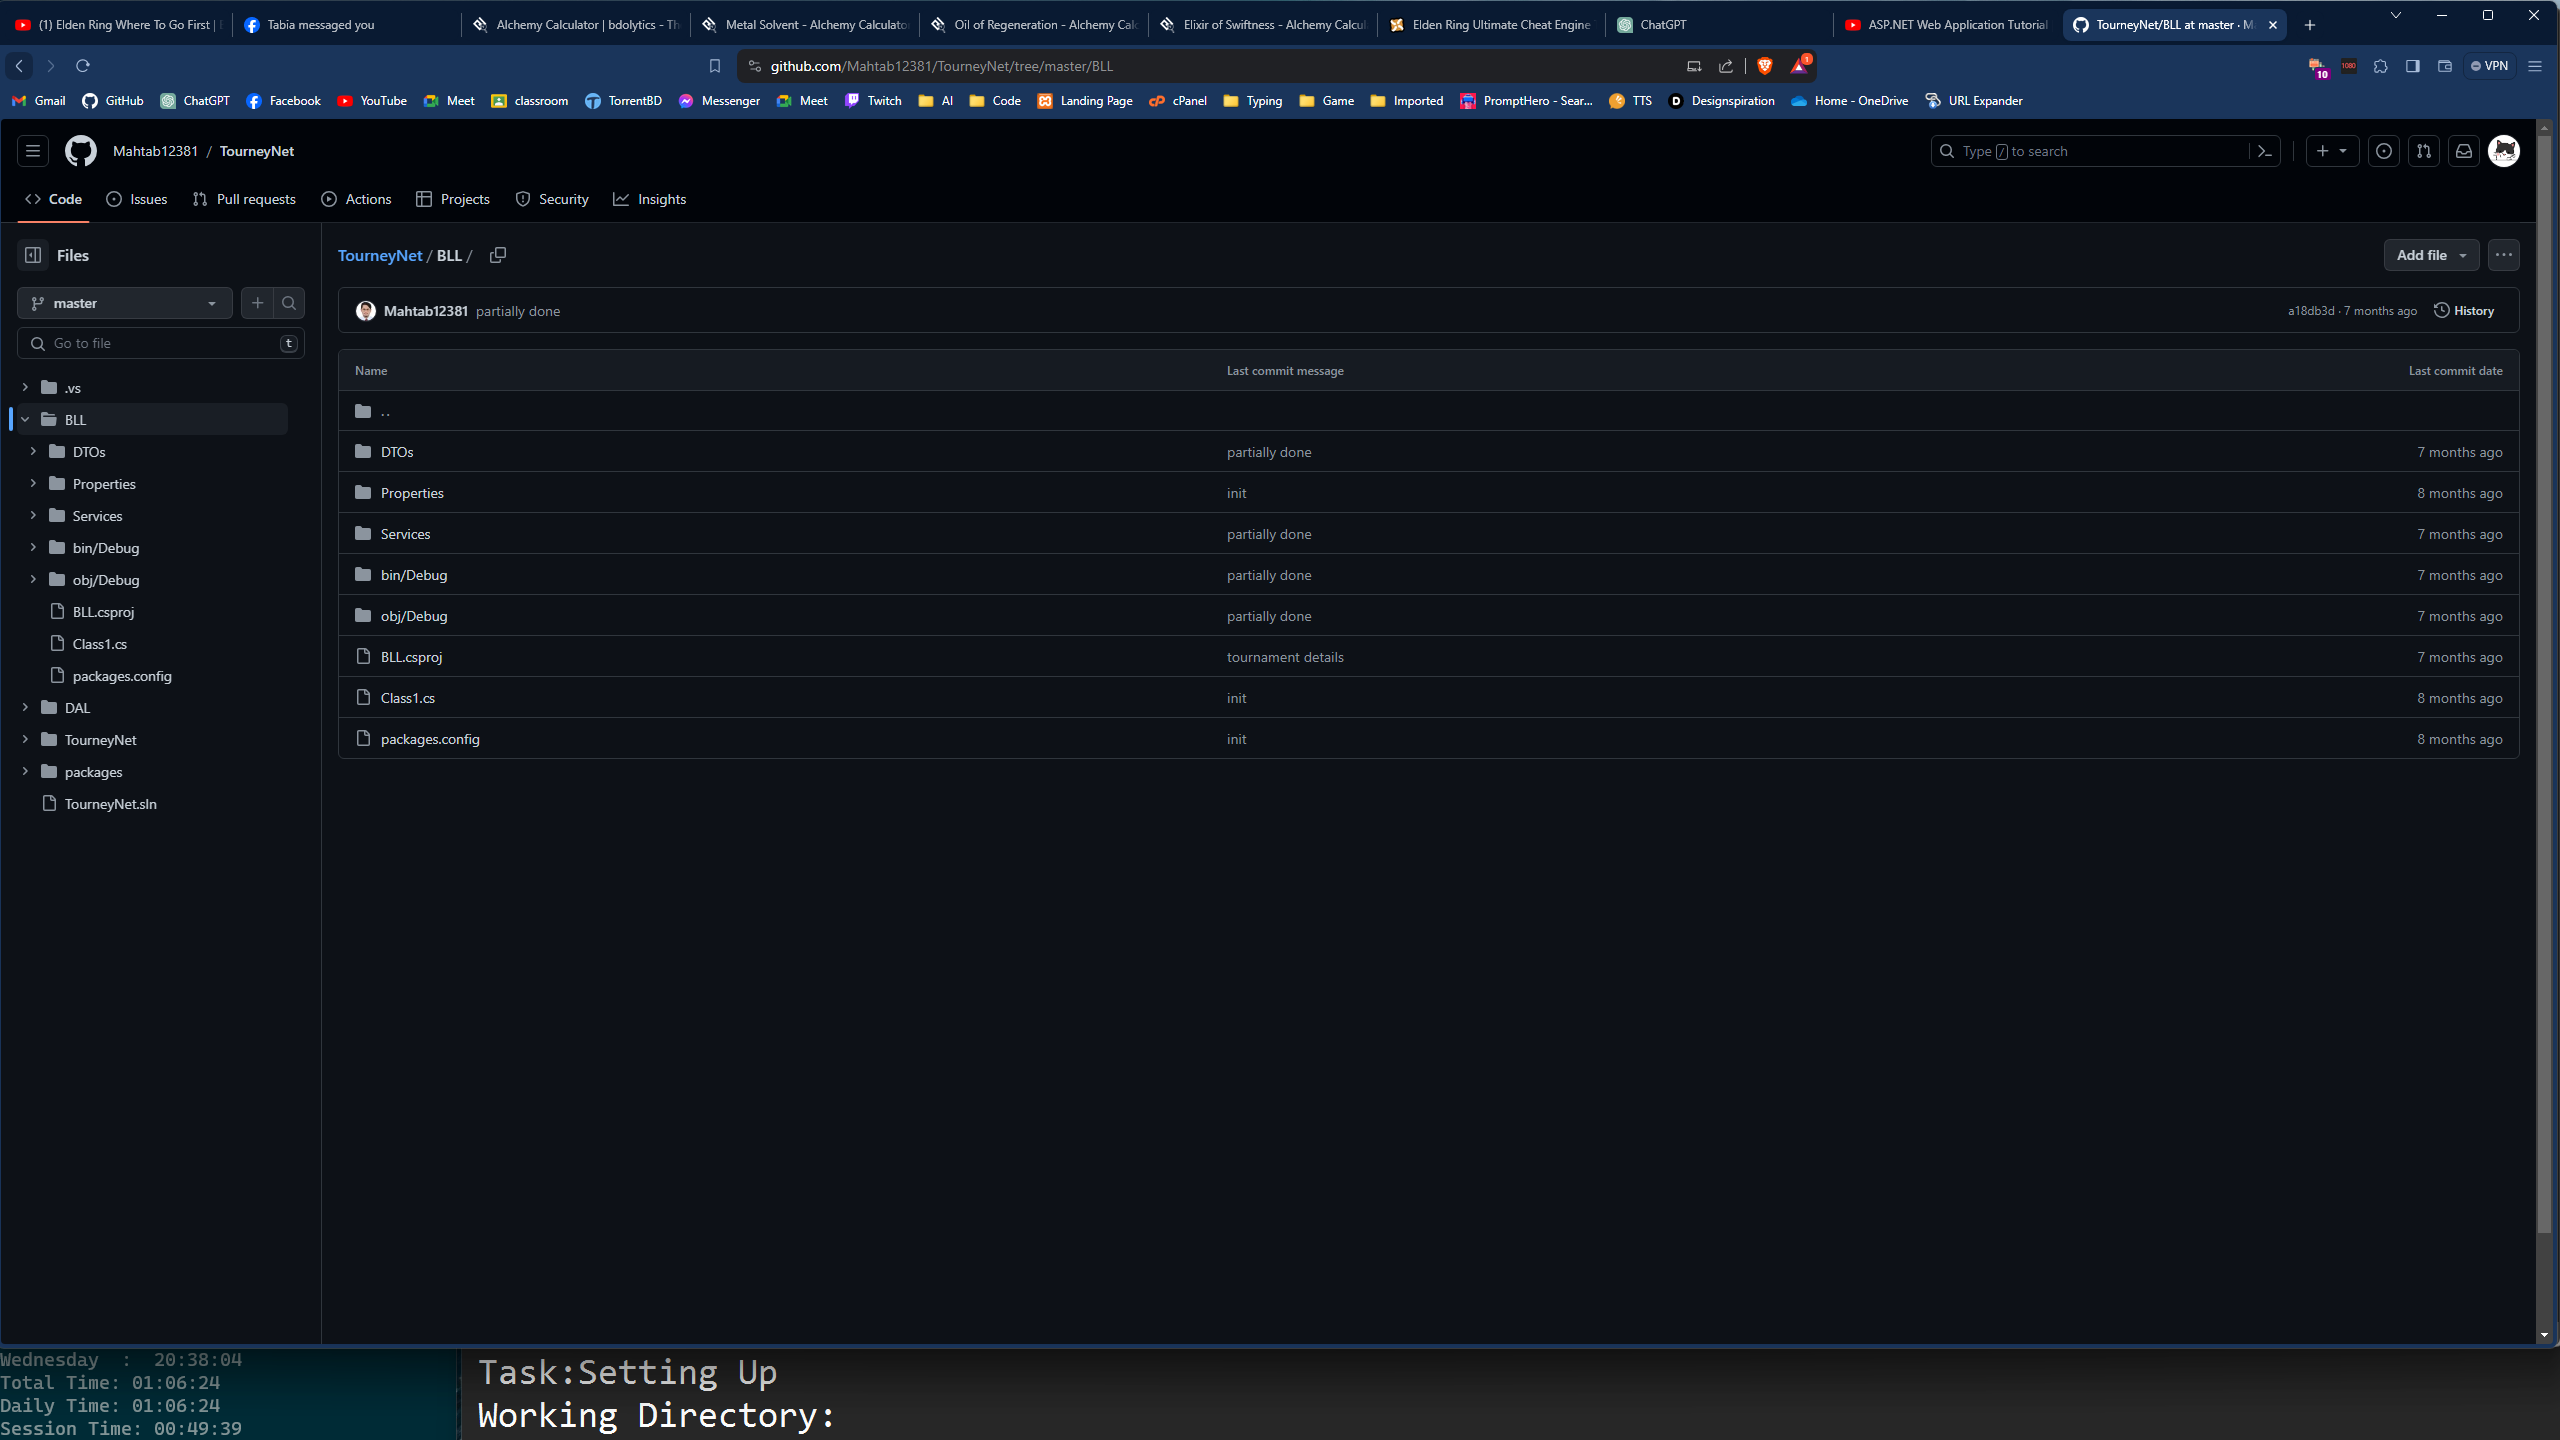 (1) Elden Ring Where To Go First |
Tabia messaged you
Alchemy Calculator | bdolytics - Th
Metal Solvent - Alchemy Calculator
Oil of Regeneration - Alchemy Calc
Elixir of Swiftness - Alchemy Calcul
Elden Ring Ultimate Cheat Engine
ChatGPT
ASP.NET Web Application Tutorial
TourneyNet/BLL at master · M
github.com/Mahtab12381/TourneyNet/tree/master/BLL
1
10
1080
VPN
Gmail
GitHub
ChatGPT
Facebook
YouTube
Meet
classroom
TorrentBD
Messenger
Meet
Twitch
AI
Code
Landing Page
cPanel
Typing
Game
Imported
PromptHero - Sear...
TTS
Designspiration
Home - OneDrive
URL Expander
Mahtab12381 / TourneyNet
Type / to search
Code
Issues
Pull requests
Actions
Projects
Security
Insights
Files
master
Go to file
t
.vs
BLL
DTOs
Properties
Services
bin/Debug
obj/Debug
BLL.csproj
Class1.cs
packages.config
DAL
TourneyNet
packages
TourneyNet.sln
TourneyNet / BLL /
Add file
Mahtab12381 partially done
a18db3d · 7 months ago
History
Name Last commit message Last commit date
..
DTOs partially done 7 months ago
Properties init 8 months ago
Services partially done 7 months ago
bin/Debug partially done 7 months ago
obj/Debug partially done 7 months ago
BLL.csproj tournament details 7 months ago
Class1.cs init 8 months ago
packages.config init 8 months ago
Wednesday : 20:38:04
Total Time: 01:06:24
Daily Time: 01:06:24
Session Time: 00:49:39
Task:Setting Up
Working Directory: